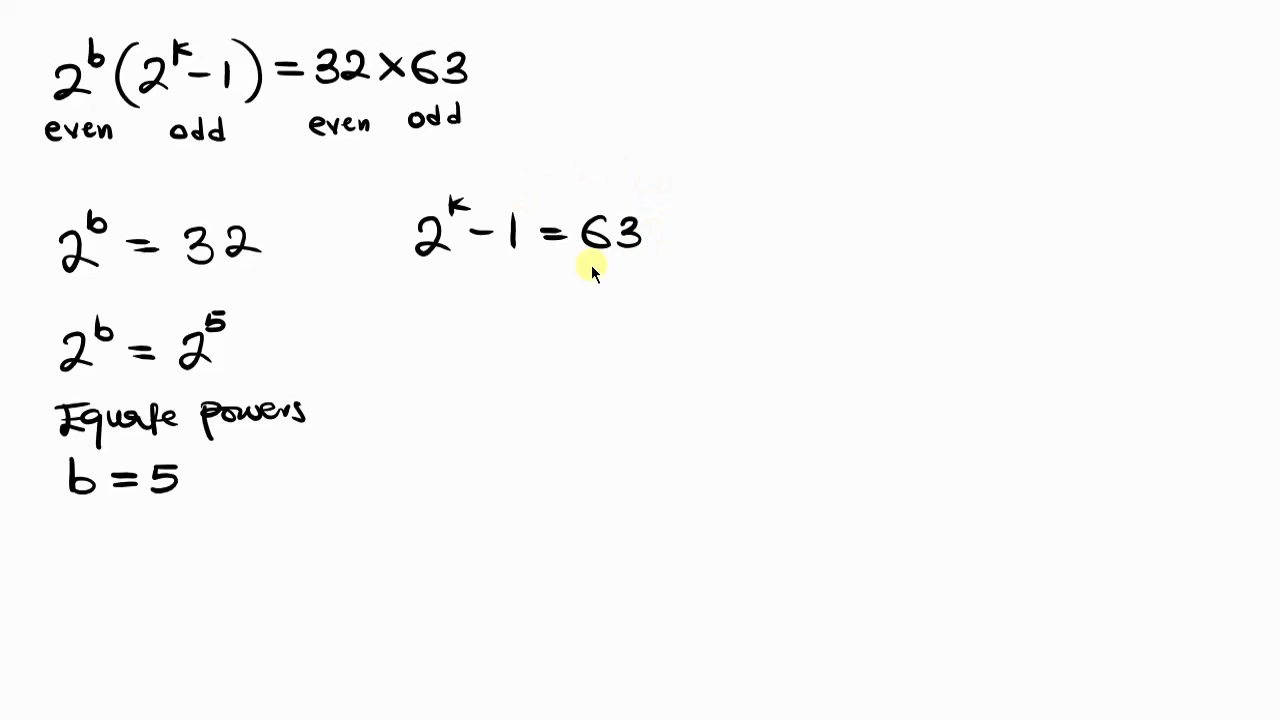 2^b (2^k - 1) = 32 × 63
even odd even odd
2^b = 32
2^k - 1 = 63
2^b = 2^5
Equate powers
b = 5